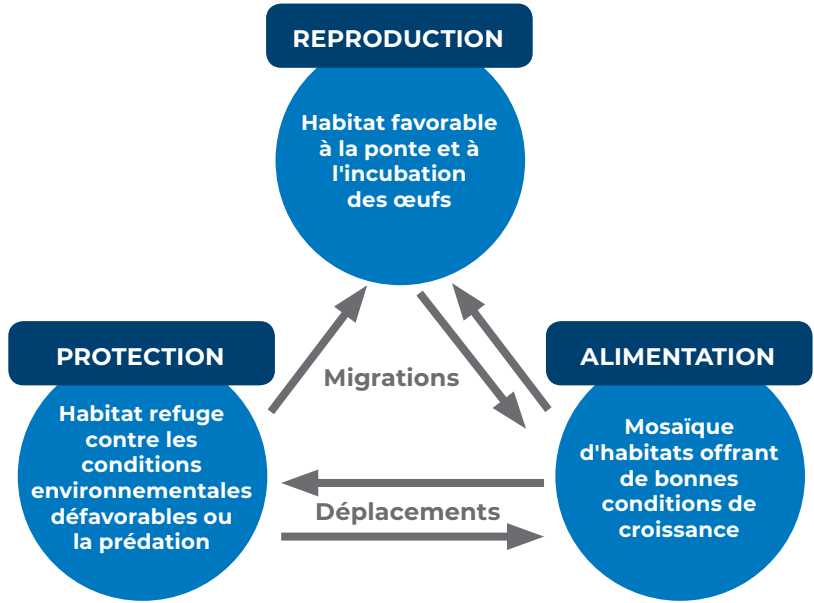 REPRODUCTION
Habitat favorable
à la ponte et à
l'incubation
des œufs
PROTECTION
Habitat refuge
contre les
conditions
environnementales
défavorables ou
la prédation
Migrations
Déplacements
ALIMENTATION
Mosaïque
d'habitats offrant
de bonnes
conditions de
croissance